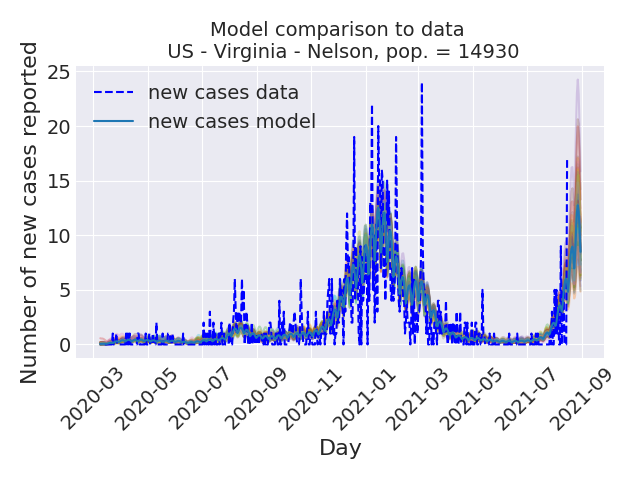 Model comparison to data
US - Virginia - Nelson, pop. = 14930
Number of new cases reported
25
20
15
10
5
0
new cases data
new cases model
2020-03
2020-05
2020-07
2020-09
2020-11
2021-01
2021-03
2021-05
2021-07
2021-09
Day